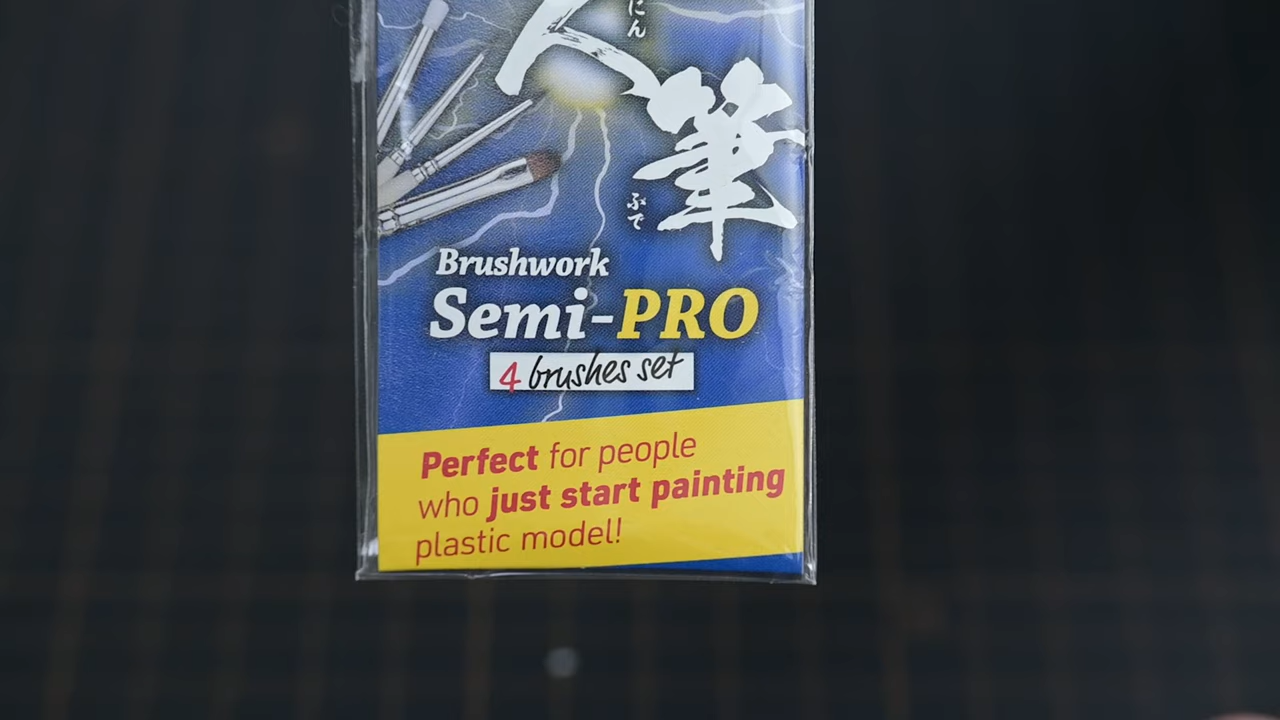 人
にん
筆
ふで
Brushwork
Semi-PRO
4 brushes set
Perfect for people
who just start painting
plastic model!